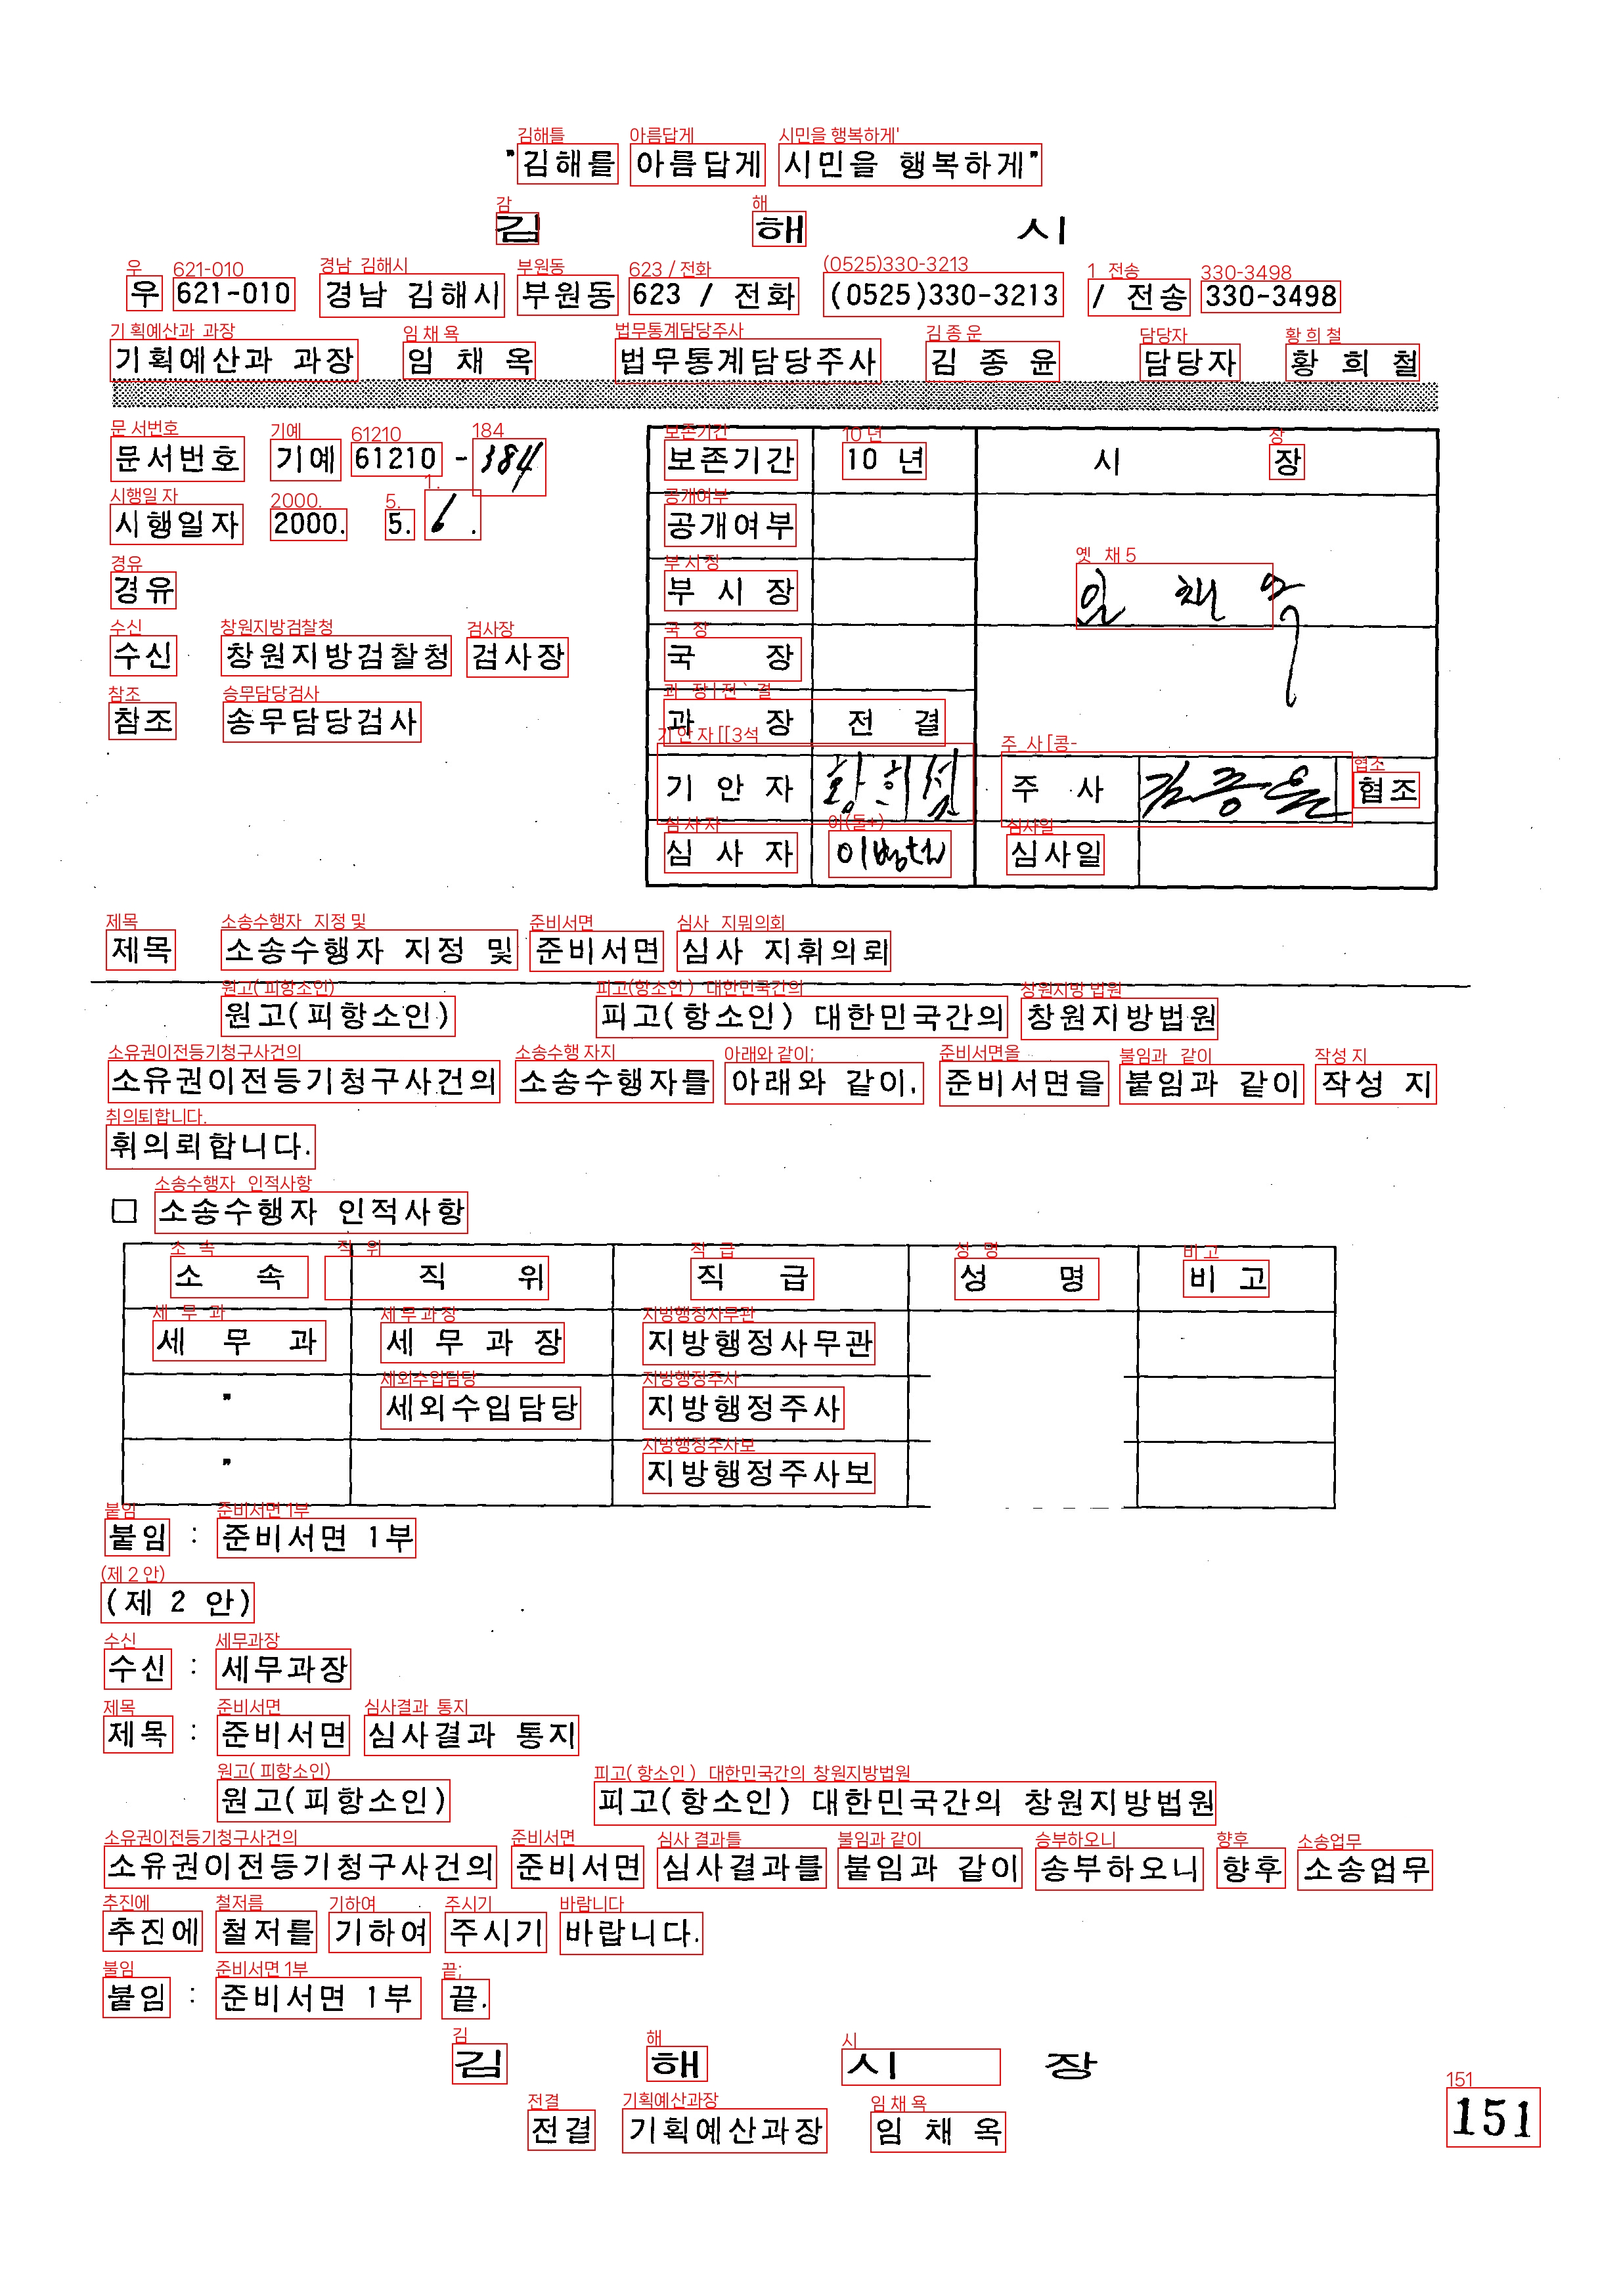 "김해를 아름답게 시민을 행복하게"
김 해 시
우 621-010 경남 김해시 부원동 623 / 전화 (0525)330-3213 / 전송 330-3498
기획예산과 과장 임 채 옥 법무통계담당주사 김 종 윤 담당자 황 희 철
문서번호 기예 61210 - 184
시행일자 2000. 5. 6.
경유
수신 창원지방검찰청 검사장
참조 송무담당검사
보존기간 10 년 시 장
공개여부
부 시 장
임 채 옥
국 장
과 장 전 결
기 안 자 황희철 주 사 김종윤 협조
심 사 자 심사일
제목 소송수행자 지정 및 준비서면 심사 지휘의뢰
원고(피항소인) 피고(항소인) 대한민국간의 창원지방법원
소유권이전등기청구사건의 소송수행자를 아래와 같이, 준비서면을 붙임과 같이 작성 지
휘의뢰합니다.
□ 소송수행자 인적사항
소 속 직 위 직 급 성 명 비 고
세 무 과 세 무 과 장 지방행정사무관
" 세외수입담당 지방행정주사
" 지방행정주사보
붙임 : 준비서면 1부
(제 2 안)
수신 : 세무과장
제목 : 준비서면 심사결과 통지
원고(피항소인) 피고(항소인) 대한민국간의 창원지방법원
소유권이전등기청구사건의 준비서면 심사결과를 붙임과 같이 송부하오니 향후 소송업무
추진에 철저를 기하여 주시기 바랍니다.
붙임 : 준비서면 1부 끝.
김 해 시 장
전결 기획예산과장 임 채 옥
151